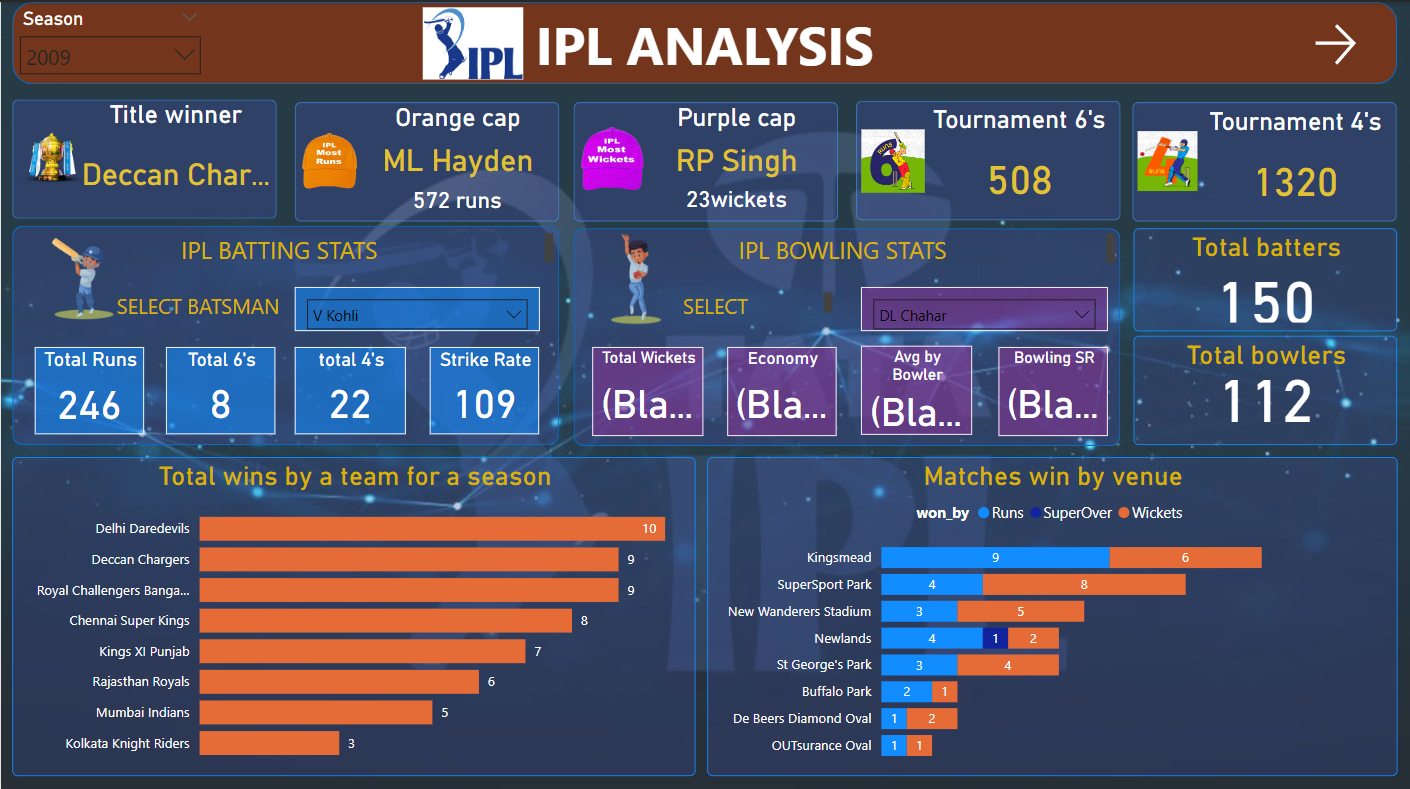 Season
2009
IPL
IPL ANALYSIS
Title winner
Deccan Char...
IPL
Most
Runs
Orange cap
ML Hayden
572 runs
IPL
Most
Wickets
Purple cap
RP Singh
23wickets
RUNS
6
Tournament 6's
508
4
RUNS
Tournament 4's
1320
IPL BATTING STATS
SELECT BATSMAN
V Kohli
Total Runs
246
Total 6's
8
total 4's
22
Strike Rate
109
IPL BOWLING STATS
SELECT
DL Chahar
Total Wickets
(Bla...
Economy
(Bla...
Avg by
Bowler
(Bla...
Bowling SR
(Bla...
Total batters
150
Total bowlers
112
Total wins by a team for a season
Delhi Daredevils 10
Deccan Chargers 9
Royal Challengers Banga... 9
Chennai Super Kings 8
Kings XI Punjab 7
Rajasthan Royals 6
Mumbai Indians 5
Kolkata Knight Riders 3
Matches win by venue
won_by Runs SuperOver Wickets
Kingsmead 9 6
SuperSport Park 4 8
New Wanderers Stadium 3 5
Newlands 4 1 2
St George's Park 3 4
Buffalo Park 2 1
De Beers Diamond Oval 1 2
OUTsurance Oval 1 1
IPL